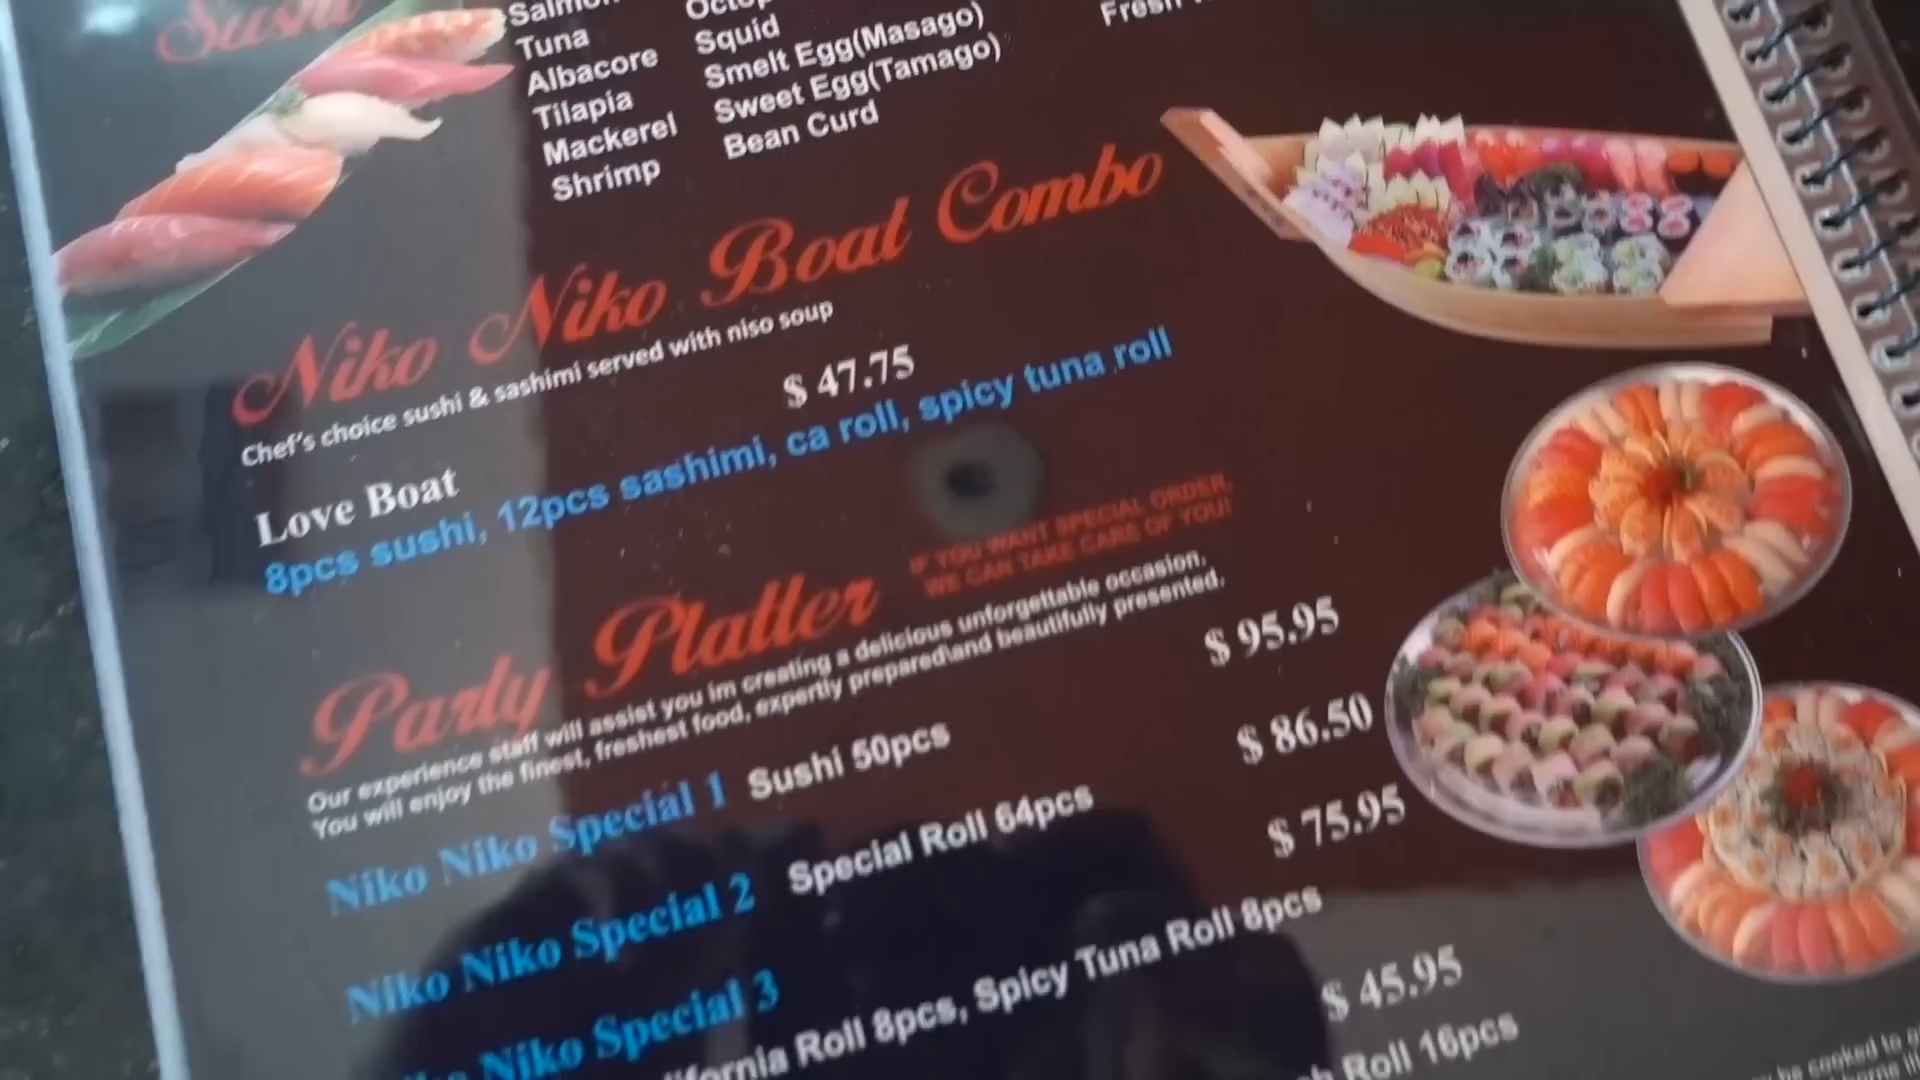 Sushi
Tuna
Albacore
Tilapia
Mackerel
Shrimp
Squid
Smelt Egg(Masago)
Sweet Egg(Tamago)
Bean Curd
Fresh
Niko Niko Boat Combo
Chef's choice sushi & sashimi served with niso soup
Love Boat $ 47.75
8pcs sushi, 12pcs sashimi, ca roll, spicy tuna roll
Party Platter
IF YOU WANT SPECIAL ORDER,
WE CAN TAKE CARE OF YOU!!
Our experience staff will assist you im creating a delicious unforgettable occasion.
You will enjoy the finest, freshest food, expertly prepared\and beautifully presented.
Niko Niko Special 1 Sushi 50pcs $ 95.95
Niko Niko Special 2 Special Roll 64pcs $ 86.50
Niko Special 3 $ 75.95
Roll 8pcs, Spicy Tuna Roll 8pcs
$ 45.95
Roll 16pcs
be cooked to